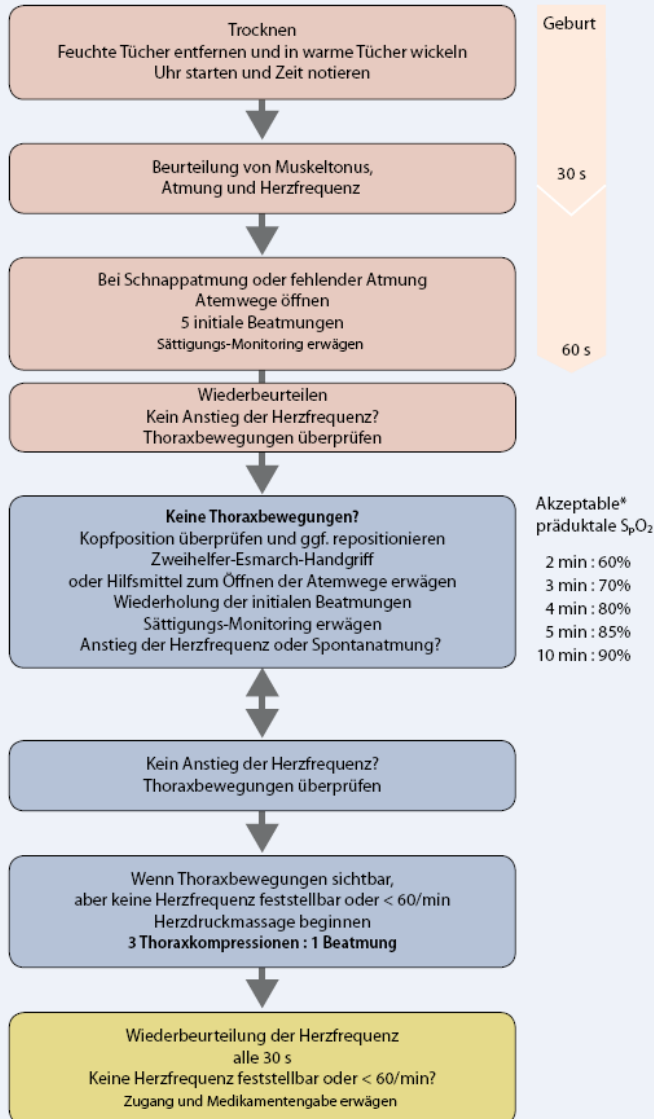 Trocknen
Feuchte Tücher entfernen und in warme Tücher wickeln
Uhr starten und Zeit notieren
Geburt
Beurteilung von Muskeltonus,
Atmung und Herzfrequenz
30 s
Bei Schnappatmung oder fehlender Atmung
Atemwege öffnen
5 initiale Beatmungen
Sättigungs-Monitoring erwägen
60 s
Wiederbeurteilen
Kein Anstieg der Herzfrequenz?
Thoraxbewegungen überprüfen
Keine Thoraxbewegungen?
Kopfposition überprüfen und ggf. repositionieren
Zweihelfer-Esmarch-Handgriff
oder Hilfsmittel zum Öffnen der Atemwege erwägen
Wiederholung der initialen Beatmungen
Sättigungs-Monitoring erwägen
Anstieg der Herzfrequenz oder Spontanatmung?
Akzeptable*
präduktale SpO2
2 min : 60%
3 min : 70%
4 min : 80%
5 min : 85%
10 min : 90%
Kein Anstieg der Herzfrequenz?
Thoraxbewegungen überprüfen
Wenn Thoraxbewegungen sichtbar,
aber keine Herzfrequenz feststellbar oder < 60/min
Herzdruckmassage beginnen
3 Thoraxkompressionen : 1 Beatmung
Wiederbeurteilung der Herzfrequenz
alle 30 s
Keine Herzfrequenz feststellbar oder < 60/min?
Zugang und Medikamentengabe erwägen